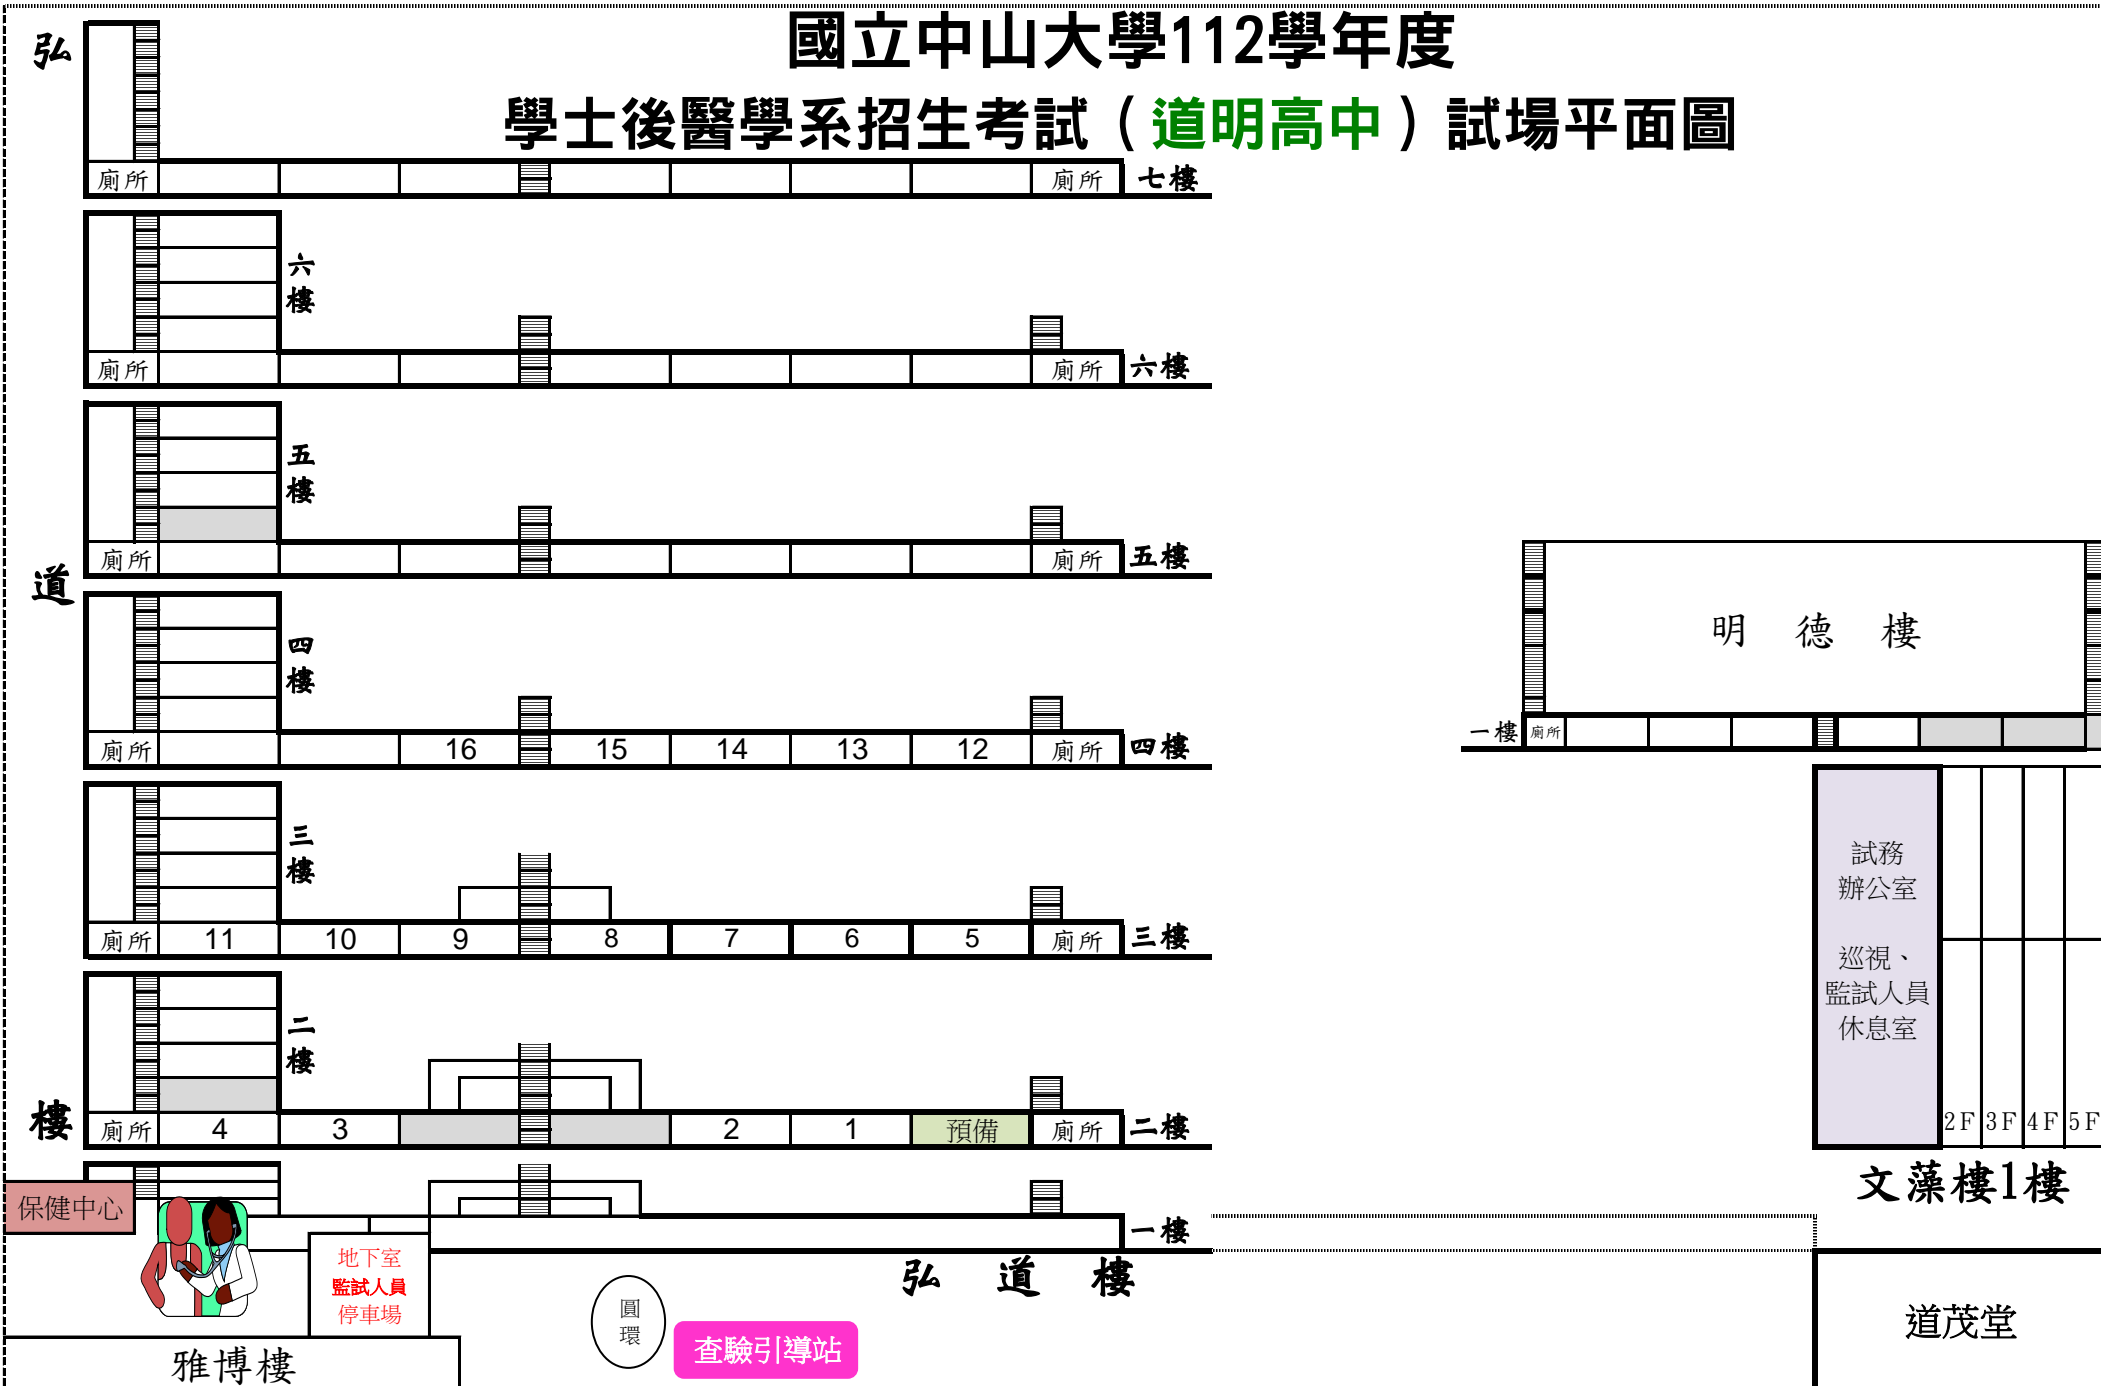 國立中山大學112學年度
學士後醫學系招生考試（道明高中）試場平面圖
弘
道
樓
廁所
廁所
七樓
六
樓
廁所
廁所
六樓
五
樓
廁所
廁所
五樓
四
樓
廁所
16
15
14
13
12
廁所
四樓
三
樓
廁所
11
10
9
8
7
6
5
廁所
三樓
二
樓
廁所
4
3
2
1
預備
廁所
二樓
一樓
弘 道 樓
保健中心
地下室
監試人員
停車場
雅博樓
圓
環
查驗引導站
明 德 樓
一樓
廁所
試務
辦公室
巡視、
監試人員
休息室
2F
3F
4F
5F
文藻樓1樓
道茂堂